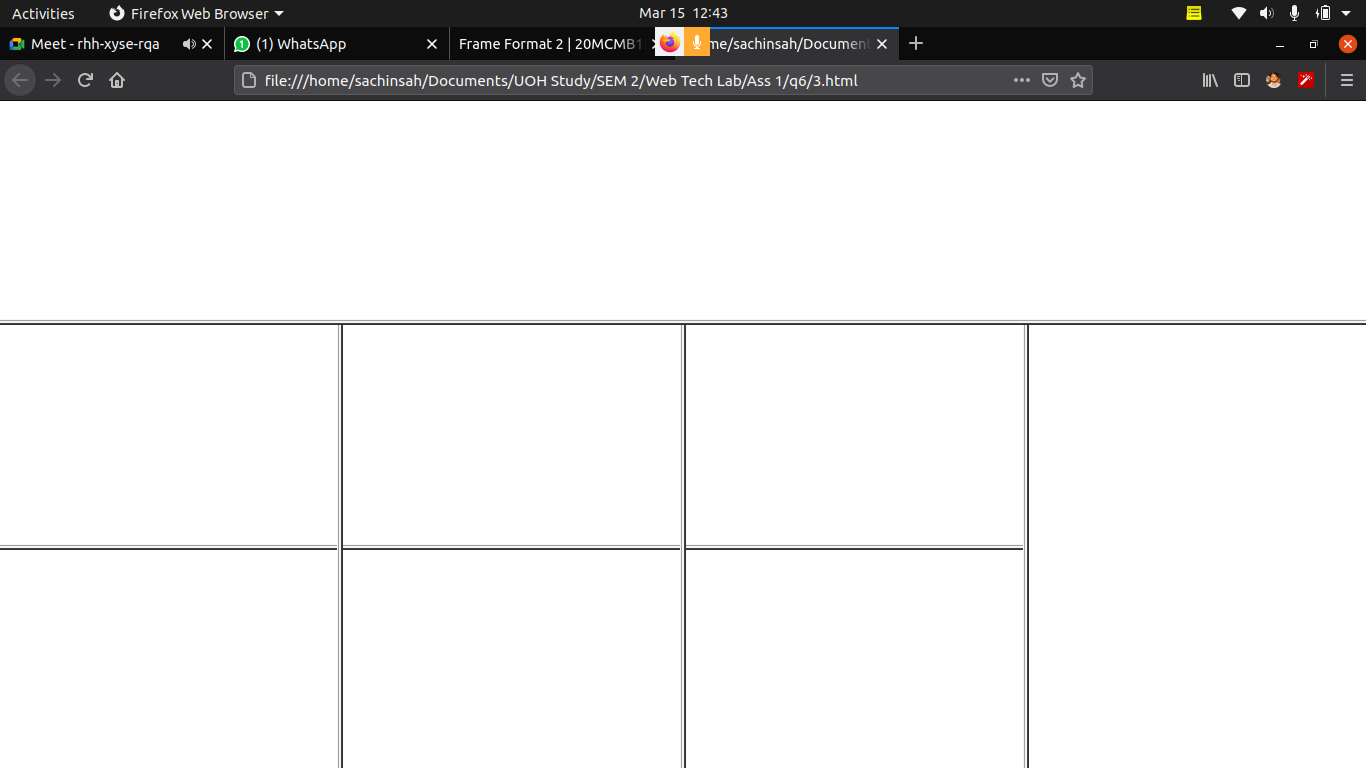 Activities Firefox Web Browser Mar 15 12:43
Meet - rhh-xyse-rqa (1) WhatsApp Frame Format 2 | 20MCMB1 me/sachinsah/Document
file:///home/sachinsah/Documents/UOH Study/SEM 2/Web Tech Lab/Ass 1/q6/3.html